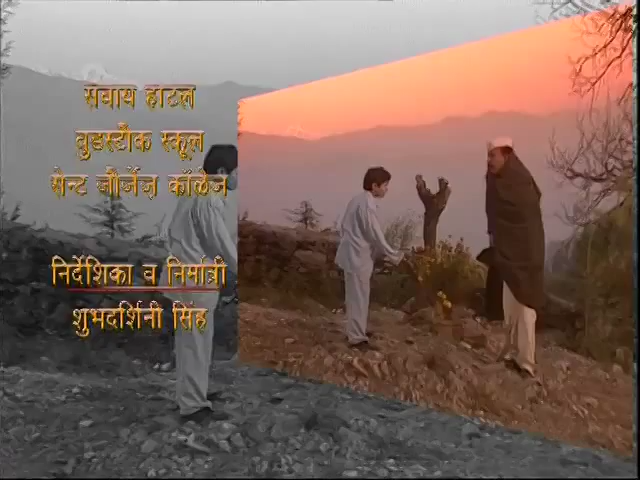 सवाय होटल
वुडस्टौक स्कूल
सेन्ट जौर्जेज़ कॉलेज
निर्देशिका व निर्मात्री
शुभदर्शिनी सिंह